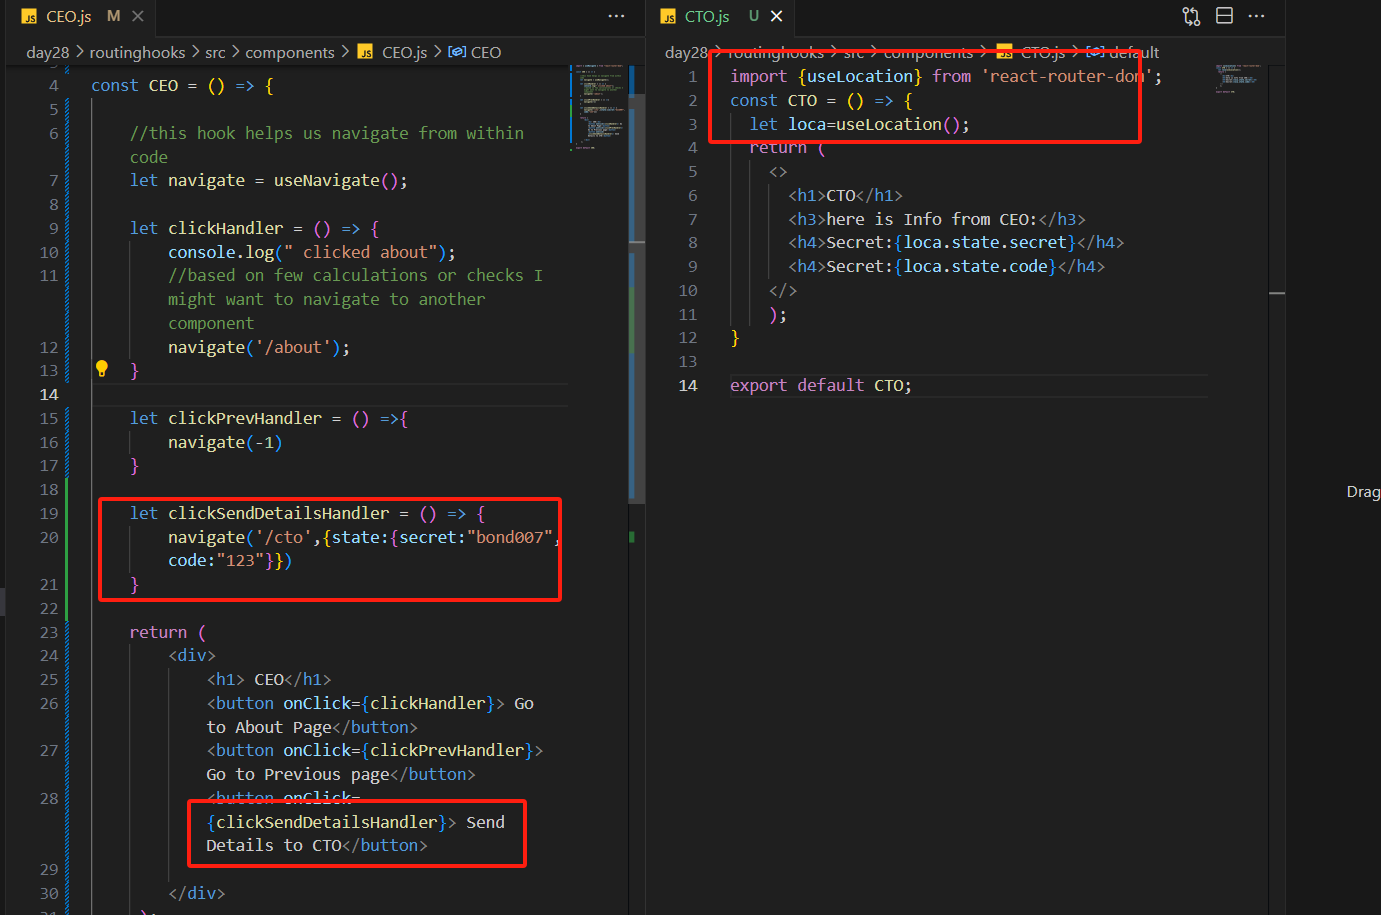 JS CEO.js M
day28 > routinghooks > src > components > JS CEO.js > CEO
4 const CEO = () => {
5
6 //this hook helps us navigate from within
code
7 let navigate = useNavigate();
8
9 let clickHandler = () => {
10 console.log(" clicked about");
11 //based on few calculations or checks I
might want to navigate to another
component
12 navigate('/about');
13 }
14
15 let clickPrevHandler = () =>{
16 navigate(-1)
17 }
18
19 let clickSendDetailsHandler = () => {
20 navigate('/cto',{state:{secret:"bond007",
code:"123"}})
21 }
22
23 return (
24 <div>
25 <h1> CEO</h1>
26 <button onClick={clickHandler}> Go
to About Page</button>
27 <button onClick={clickPrevHandler}>
Go to Previous page</button>
28 <button onClick=
{clickSendDetailsHandler}> Send
Details to CTO</button>
29
30 </div>
31 );
JS CTO.js U
day28 > routinghooks > src > components > JS CTO.js > default
1 import {useLocation} from 'react-router-dom';
2 const CTO = () => {
3 let loca=useLocation();
4 return (
5 <>
6 <h1>CTO</h1>
7 <h3>here is Info from CEO:</h3>
8 <h4>Secret:{loca.state.secret}</h4>
9 <h4>Secret:{loca.state.code}</h4>
10 </>
11 );
12 }
13
14 export default CTO;
Drag